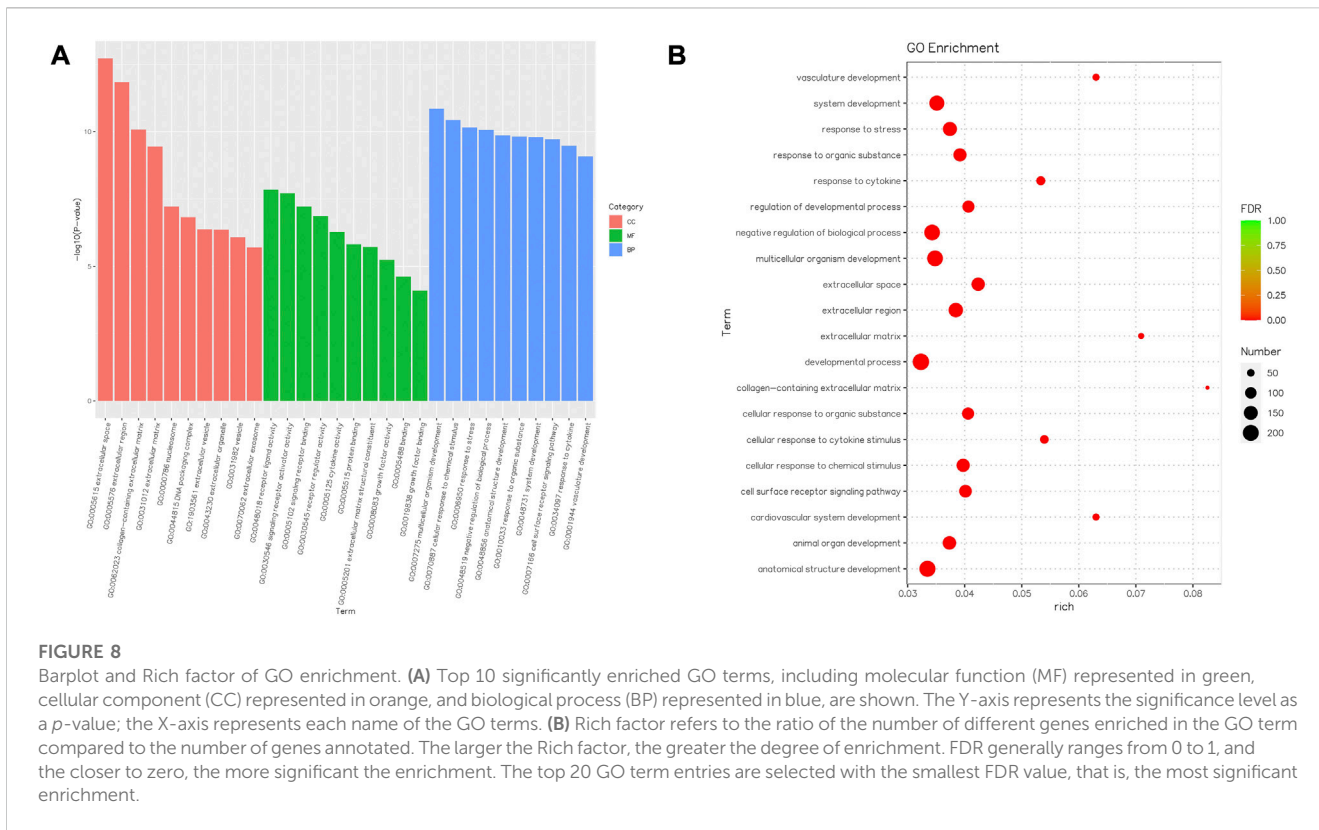 A
-log10(P-value)
10
5
0
GO:0005615 extracellular space
GO:0005576 extracellular region
GO:0062023 collagen-containing extracellular matrix
GO:0031012 extracellular matrix
GO:0000786 nucleosome
GO:0044815 DNA packaging complex
GO:1903561 extracellular vesicle
GO:0043230 extracellular organelle
GO:0031982 vesicle
GO:0070062 extracellular exosome
GO:0048018 receptor ligand activity
GO:0030546 signaling receptor activator activity
GO:0005102 signaling receptor binding
GO:0030545 receptor regulator activity
GO:0005125 cytokine activity
GO:0005515 protein binding
GO:0005201 extracellular matrix structural constituent
GO:0008083 growth factor activity
GO:0005488 binding
GO:0019838 growth factor binding
GO:0007275 multicellular organism development
GO:0070887 cellular response to chemical stimulus
GO:0006950 response to stress
GO:0048519 negative regulation of biological process
GO:0048856 anatomical structure development
GO:0010033 response to organic substance
GO:0048731 system development
GO:0007166 cell surface receptor signaling pathway
GO:0034097 response to cytokine
GO:0001944 vasculature development
Term
Category
CC
MF
BP
B
GO Enrichment
Term
vasculature development
system development
response to stress
response to organic substance
response to cytokine
regulation of developmental process
negative regulation of biological process
multicellular organism development
extracellular space
extracellular region
extracellular matrix
developmental process
collagen-containing extracellular matrix
cellular response to organic substance
cellular response to cytokine stimulus
cellular response to chemical stimulus
cell surface receptor signaling pathway
cardiovascular system development
animal organ development
anatomical structure development
0.03 0.04 0.05 0.06 0.07 0.08
rich
FDR
1.00
0.75
0.50
0.25
0.00
Number
50
100
150
200
FIGURE 8
Barplot and Rich factor of GO enrichment. (A) Top 10 significantly enriched GO terms, including molecular function (MF) represented in green,
cellular component (CC) represented in orange, and biological process (BP) represented in blue, are shown. The Y-axis represents the significance level as
a p-value; the X-axis represents each name of the GO terms. (B) Rich factor refers to the ratio of the number of different genes enriched in the GO term
compared to the number of genes annotated. The larger the Rich factor, the greater the degree of enrichment. FDR generally ranges from 0 to 1, and
the closer to zero, the more significant the enrichment. The top 20 GO term entries are selected with the smallest FDR value, that is, the most significant
enrichment.